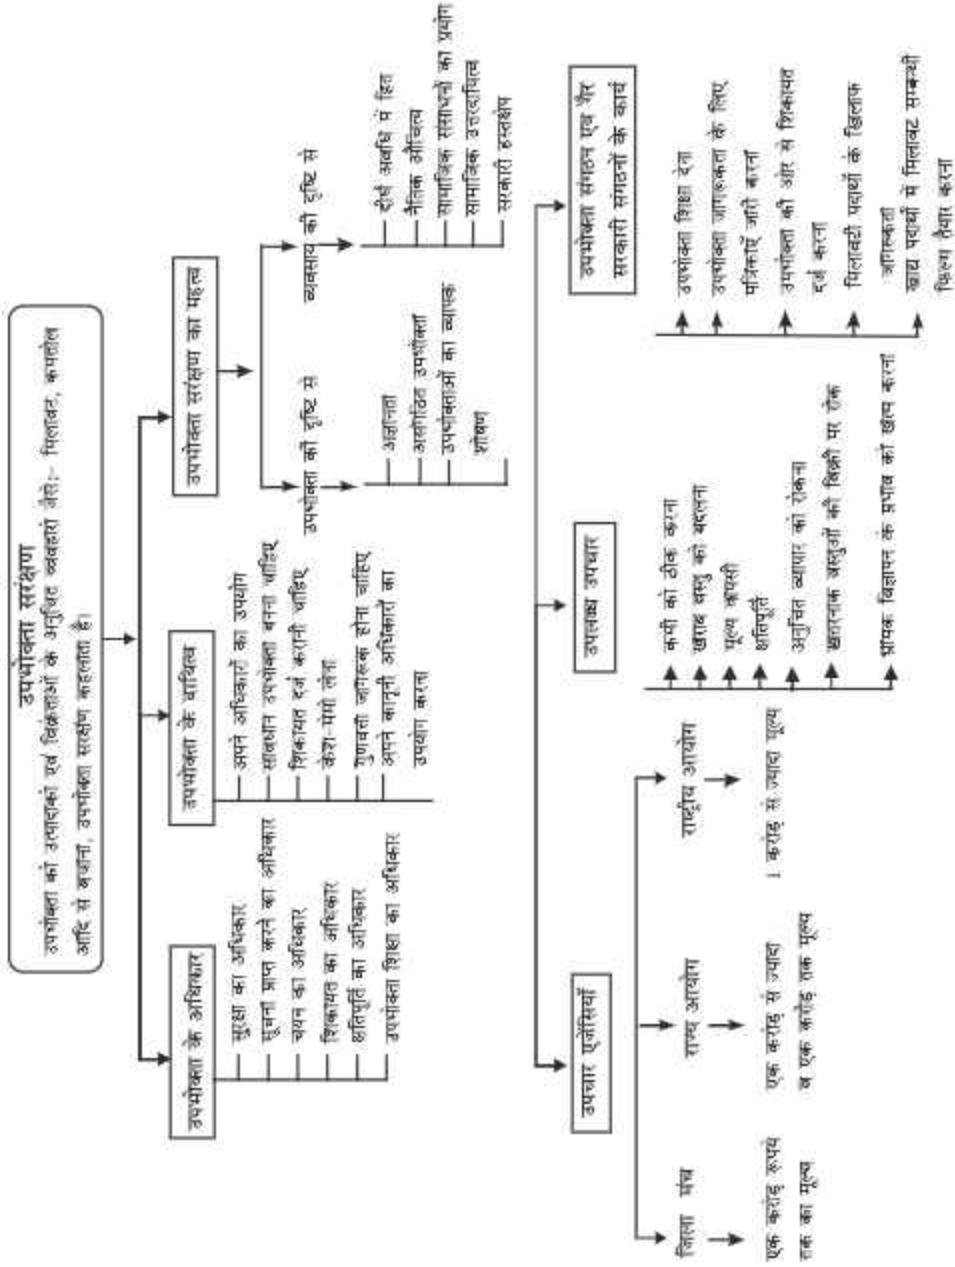 उपभोक्ता सरंक्षण
उपभोक्ता को उत्पादकों एवं विक्रेताओं के अनुचित व्यवहारों जैसे:- मिलावट, कमतोल
आदि से बचाना, उपभोक्ता सरंक्षण कहलाता है।
उपभोक्ता के अधिकार
सुरक्षा का अधिकार
सूचना प्राप्त करने का अधिकार
चयन का अधिकार
शिकायत का अधिकार
क्षतिपूर्ति का अधिकार
उपभोक्ता शिक्षा का अधिकार
उपभोक्ता के दायित्व
अपने अधिकारों का उपयोग
सावधान उपभोक्ता बनना चाहिए
शिकायत दर्ज करानी चाहिए
केश-मेमो लेना
गुणवत्ता जागरूक होना चाहिए
अपने कानूनी अधिकारों का
उपयोग करना
उपभोक्ता सरंक्षण का महत्व
उपभोक्ता की दृष्टि से
अज्ञानता
असंगठित उपभोक्ता
उपभोक्ताओं का व्यापक
शोषण
व्यवसाय की दृष्टि से
दीर्घ अवधि में हित
नैतिक औचित्य
सामाजिक संसाधनों का प्रयोग
सामाजिक उत्तरदायित्व
सरकारी हस्तक्षेप
उपचार एजेंसियाँ
जिला मंच
एक करोड़ रूपये
तक का मूल्य
राज्य आयोग
एक करोड़ से ज्यादा
व एक करोड़ तक मूल्य
राष्ट्रीय आयोग
1 करोड़ से ज्यादा मूल्य
उपलब्ध उपचार
कमी को ठीक करना
खराब वस्तु को बदलना
मूल्य वापसी
क्षतिपूर्ति
अनुचित व्यापार को रोकना
खतरनाक वस्तुओं की बिक्री पर रोक
भ्रामक विज्ञापन के प्रभाव को खत्म करना
उपभोक्ता संगठन एवं गैर
सरकारी संगठनों के कार्य
उपभोक्ता शिक्षा देना
उपभोक्ता जागरूकता के लिए
पत्रिकाएँ जारी करना
उपभोक्ता की ओर से शिकायत
दर्ज करना
मिलावटी पदार्थों के खिलाफ
जागरूकता
खाद्य पदार्थों में मिलावट सम्बन्धी
फिल्म तैयार करना